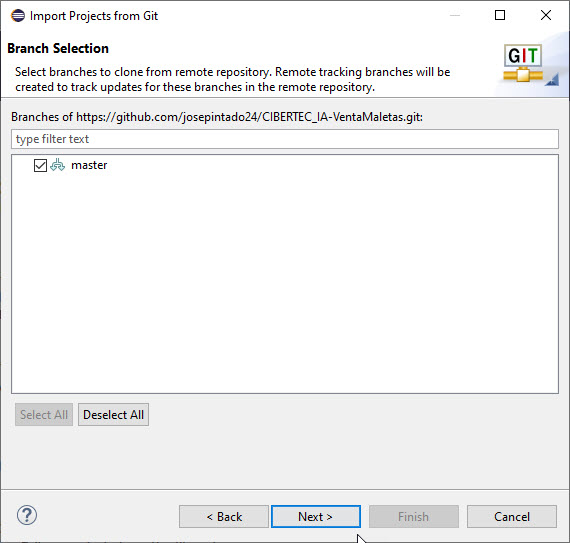 Import Projects from Git
Branch Selection
GIT
Select branches to clone from remote repository. Remote tracking branches will be
created to track updates for these branches in the remote repository.
Branches of https://github.com/josepintado24/CIBERTEC_IA-VentaMaletas.git:
type filter text
master
Select All
Deselect All
?
< Back
Next >
Finish
Cancel